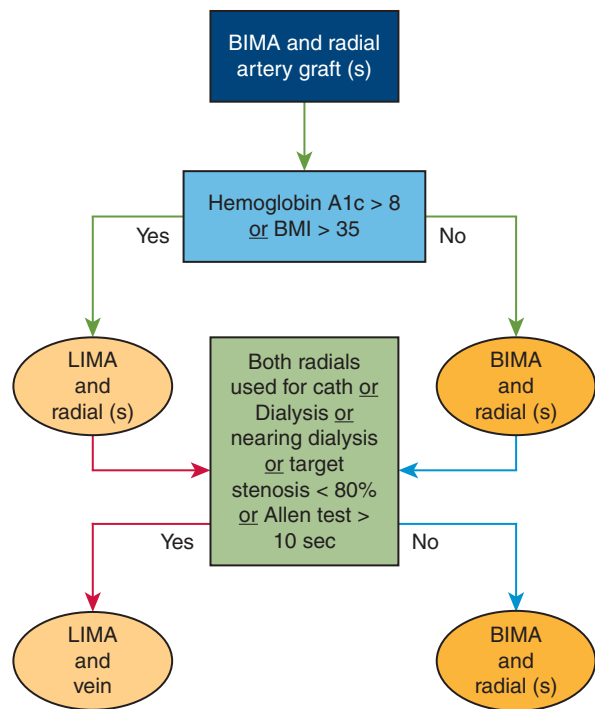 BIMA and radial
artery graft (s)
Hemoglobin A1c > 8
or BMI > 35
Yes
No
LIMA
and
radial (s)
Both radials
used for cath or
Dialysis or
nearing dialysis
or target
stenosis < 80%
or Allen test >
10 sec
BIMA
and
radial (s)
Yes
No
LIMA
and
vein
BIMA
and
radial (s)